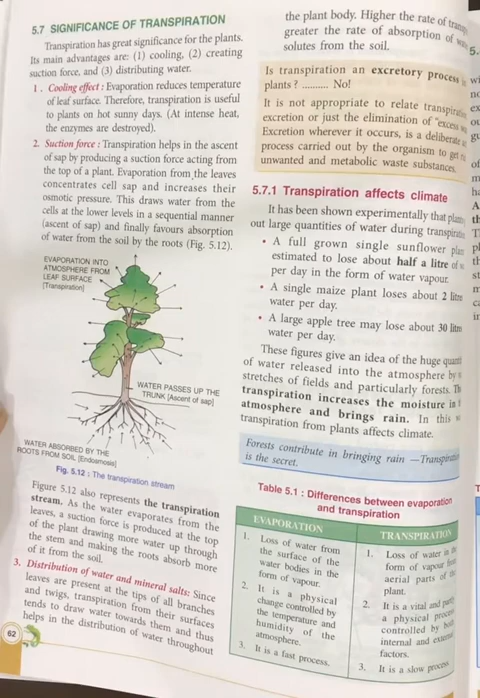 5.7 SIGNIFICANCE OF TRANSPIRATION
Transpiration has great significance for the plants.
Its main advantages are: (1) cooling, (2) creating
suction force, and (3) distributing water.
1. Cooling effect : Evaporation reduces temperature
of leaf surface. Therefore, transpiration is useful
to plants on hot sunny days. (At intense heat,
the enzymes are destroyed).
2. Suction force : Transpiration helps in the ascent
of sap by producing a suction force acting from
the top of a plant. Evaporation from the leaves
concentrates cell sap and increases their
osmotic pressure. This draws water from the
cells at the lower levels in a sequential manner
(ascent of sap) and finally favours absorption
of water from the soil by the roots (Fig. 5.12).
EVAPORATION INTO
ATMOSPHERE FROM
LEAF SURFACE
[Transpiration]
WATER PASSES UP THE
TRUNK [Ascent of sap]
WATER ABSORBED BY THE
ROOTS FROM SOIL [Endosmosis]
Fig. 5.12 : The transpiration stream
Figure 5.12 also represents the transpiration
stream. As the water evaporates from the
leaves, a suction force is produced at the top
of the plant drawing more water up through
the stem and making the roots absorb more
of it from the soil.
3. Distribution of water and mineral salts: Since
leaves are present at the tips of all branches
and twigs, transpiration from their surfaces
tends to draw water towards them and thus
helps in the distribution of water throughout
62
the plant body. Higher the rate of
greater the rate of absorption of
solutes from the soil.
Is transpiration an excretory process in
plants ? .......... No!
It is not appropriate to relate
excretion or just the elimination of "excess
Excretion wherever it occurs, is a deliberate
process carried out by the organism to get
unwanted and metabolic waste substances.
5.7.1 Transpiration affects climate
It has been shown experimentally that
out large quantities of water during
• A full grown single sunflower
estimated to lose about half a litre of
per day in the form of water vapour.
• A single maize plant loses about 2
water per day.
• A large apple tree may lose about 30
water per day.
These figures give an idea of the huge
of water released into the atmosphere by
stretches of fields and particularly forests.
transpiration increases the moisture in
atmosphere and brings rain. In this
transpiration from plants affects climate.
Forests contribute in bringing rain —
is the secret.
Table 5.1 : Differences between evaporation
and transpiration
EVAPORATION
1. Loss of water from
the surface of the
water bodies in the
form of vapour.
2. It is a physical
change controlled by
the temperature and
humidity of the
atmosphere.
3. It is a fast process.
TRANSPIRATION
1. Loss of water in the
form of vapour from
aerial parts of the
plant.
2. It is a vital and
a physical process
controlled by both
internal and external
factors.
3. It is a slow process